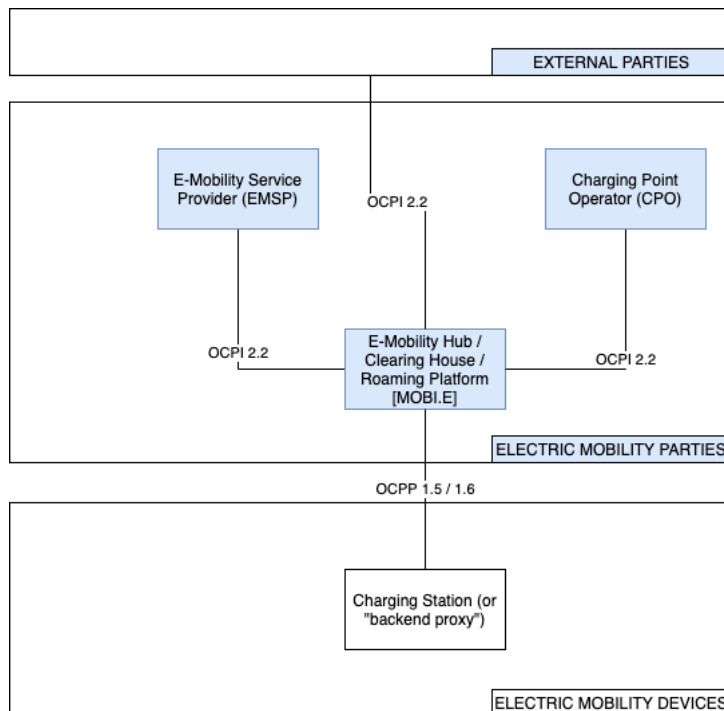 EXTERNAL PARTIES
E-Mobility Service
Provider (EMSP)
Charging Point
Operator (CPO)
OCPI 2.2
OCPI 2.2
E-Mobility Hub /
Clearing House /
Roaming Platform
[MOBI.E]
OCPI 2.2
ELECTRIC MOBILITY PARTIES
OCPP 1.5 / 1.6
Charging Station (or
"backend proxy")
ELECTRIC MOBILITY DEVICES